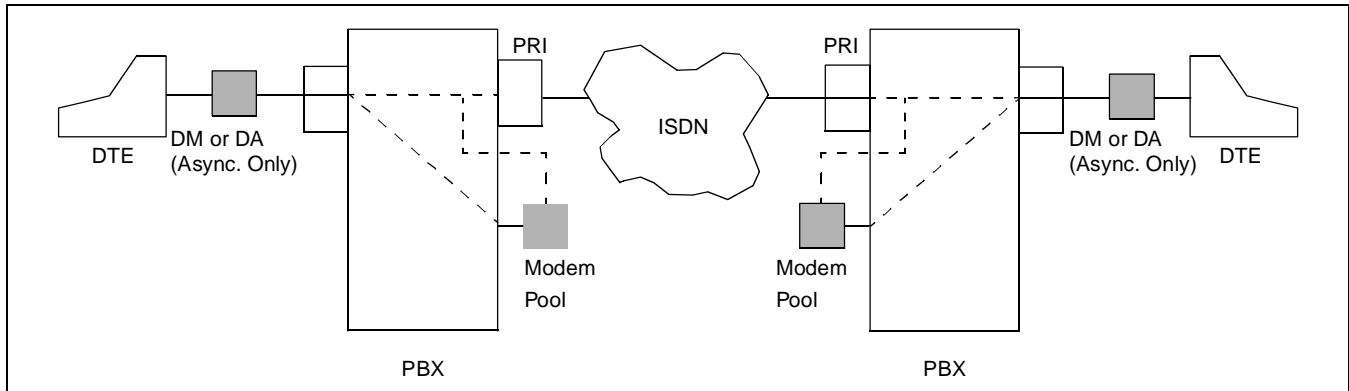 PRI
PRI
ISDN
DTE
DM or DA
(Async. Only)
DM or DA
(Async. Only)
DTE
Modem
Pool
Modem
Pool
PBX
PBX